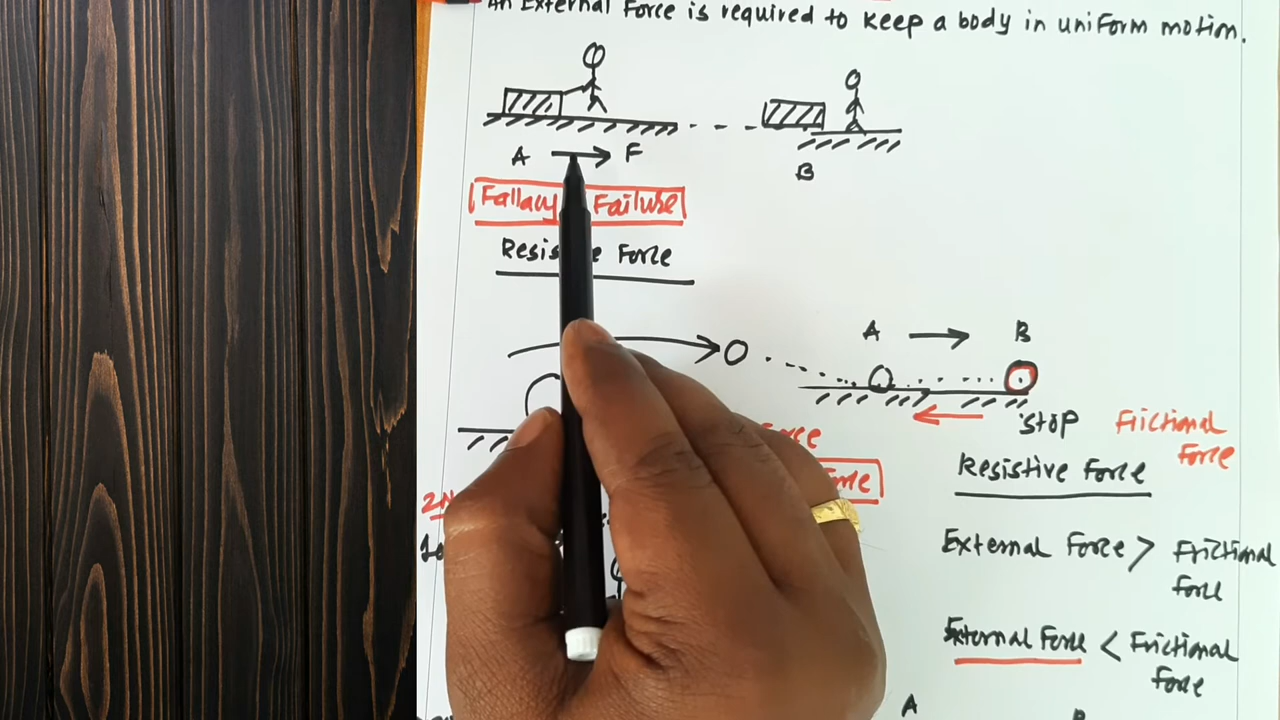 An External Force is required to keep a body in uniform motion.
A F
B
Fallacy Failure
Force
A B
STOP Frictional Force
Resistive Force
External Force > Frictional Force
External Force < Frictional Force
A